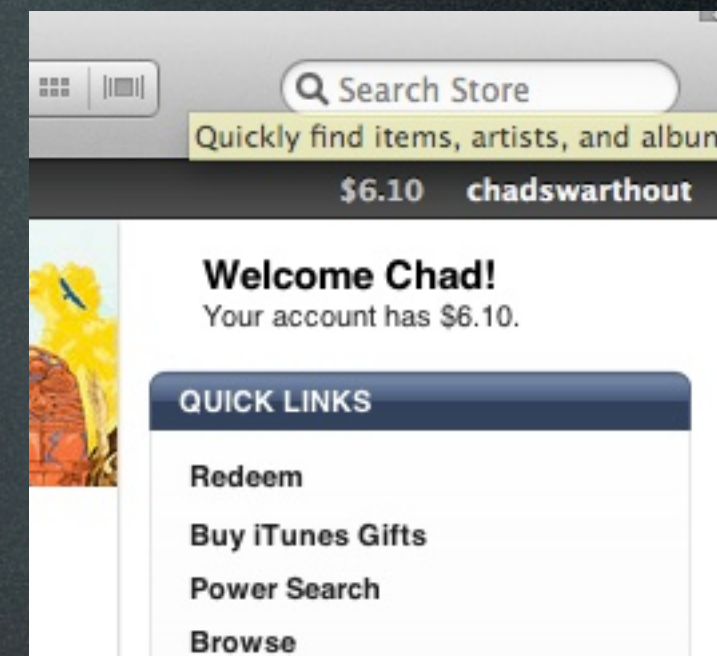 Search Store
Quickly find items, artists, and album
$6.10 chadswarthout
Welcome Chad!
Your account has $6.10.
QUICK LINKS
Redeem
Buy iTunes Gifts
Power Search
Browse